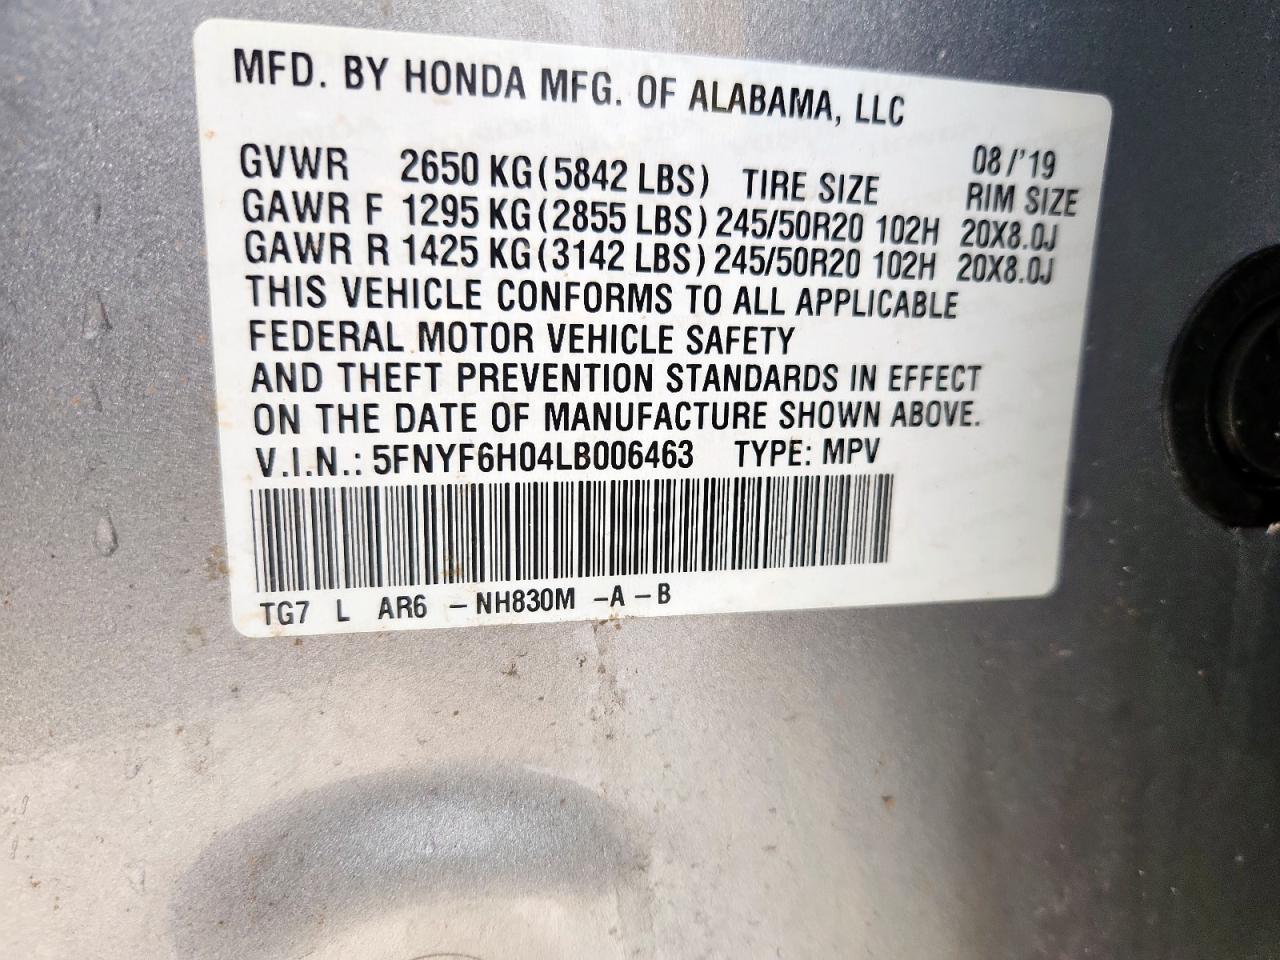 MFD. BY HONDA MFG. OF ALABAMA, LLC
08/'19
GVWR 2650 KG(5842 LBS) TIRE SIZE RIM SIZE
GAWR F 1295 KG(2855 LBS) 245/50R20 102H 20X8.0J
GAWR R 1425 KG(3142 LBS) 245/50R20 102H 20X8.0J
THIS VEHICLE CONFORMS TO ALL APPLICABLE
FEDERAL MOTOR VEHICLE SAFETY
AND THEFT PREVENTION STANDARDS IN EFFECT
ON THE DATE OF MANUFACTURE SHOWN ABOVE.
V.I.N.: 5FNYF6H04LB006463 TYPE: MPV
TG7 L AR6 -NH830M -A-B